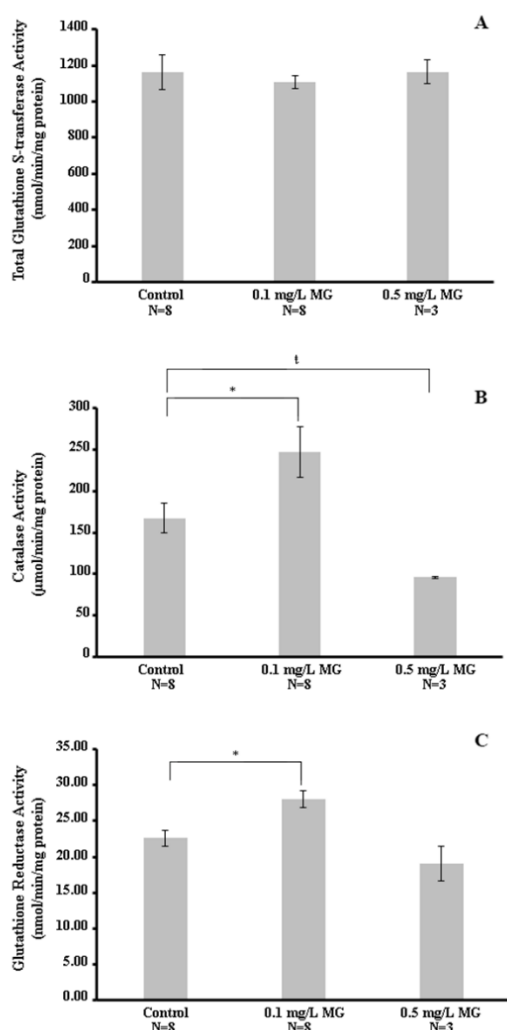 A
Total Glutathione S-transferase Activity
(nmol/min/mg protein)
1400
1200
1000
800
600
400
200
0
Control
N=8
0.1 mg/L MG
N=8
0.5 mg/L MG
N=3
B
ŧ
*
Catalase Activity
(µmol/min/mg protein)
300
250
200
150
100
50
0
Control
N=8
0.1 mg/L MG
N=8
0.5 mg/L MG
N=3
C
*
Glutathione Reductase Activity
(nmol/min/mg protein)
35.00
30.00
25.00
20.00
15.00
10.00
5.00
0.00
Control
N=8
0.1 mg/L MG
N=8
0.5 mg/L MG
N=3